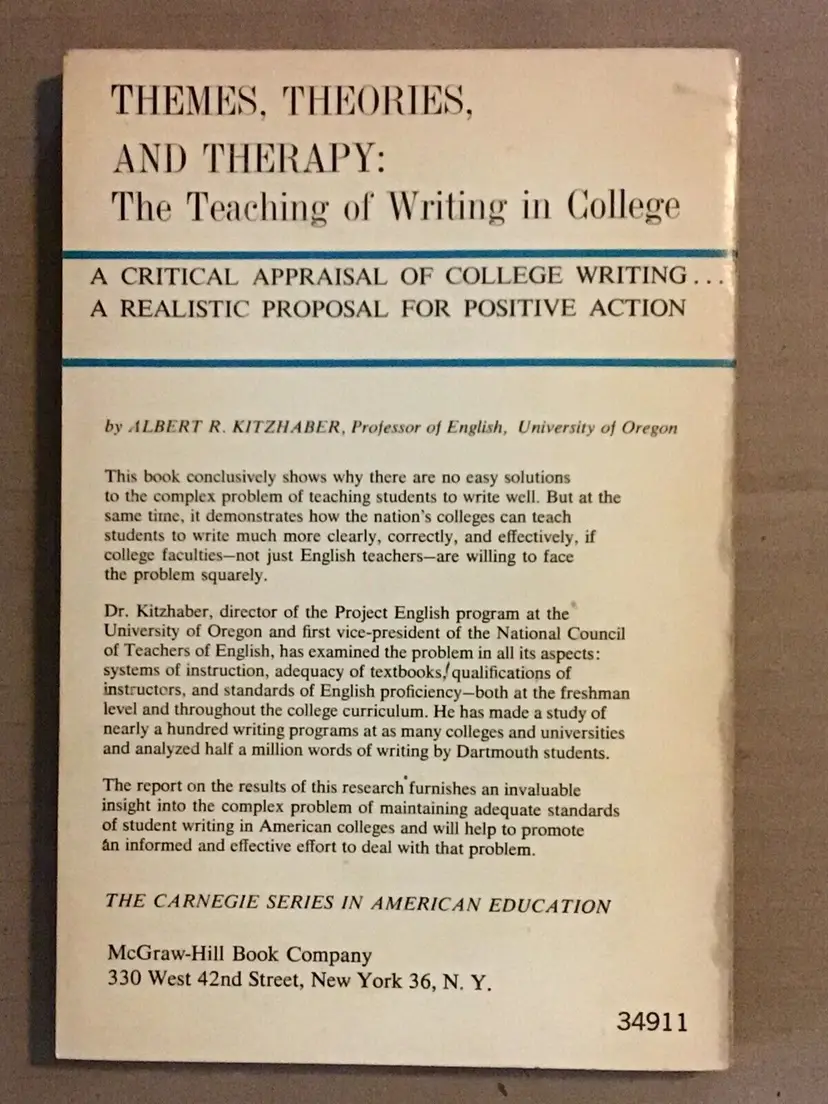 THEMES, THEORIES,
AND THERAPY:
The Teaching of Writing in College
A CRITICAL APPRAISAL OF COLLEGE WRITING...
A REALISTIC PROPOSAL FOR POSITIVE ACTION
by ALBERT R. KITZHABER, Professor of English, University of Oregon
This book conclusively shows why there are no easy solutions
to the complex problem of teaching students to write well. But at the
same time, it demonstrates how the nation's colleges can teach
students to write much more clearly, correctly, and effectively, if
college faculties—not just English teachers—are willing to face
the problem squarely.
Dr. Kitzhaber, director of the Project English program at the
University of Oregon and first vice-president of the National Council
of Teachers of English, has examined the problem in all its aspects:
systems of instruction, adequacy of textbooks, qualifications of
instructors, and standards of English proficiency—both at the freshman
level and throughout the college curriculum. He has made a study of
nearly a hundred writing programs at as many colleges and universities
and analyzed half a million words of writing by Dartmouth students.
The report on the results of this research furnishes an invaluable
insight into the complex problem of maintaining adequate standards
of student writing in American colleges and will help to promote
an informed and effective effort to deal with that problem.
THE CARNEGIE SERIES IN AMERICAN EDUCATION
McGraw-Hill Book Company
330 West 42nd Street, New York 36, N. Y.
34911